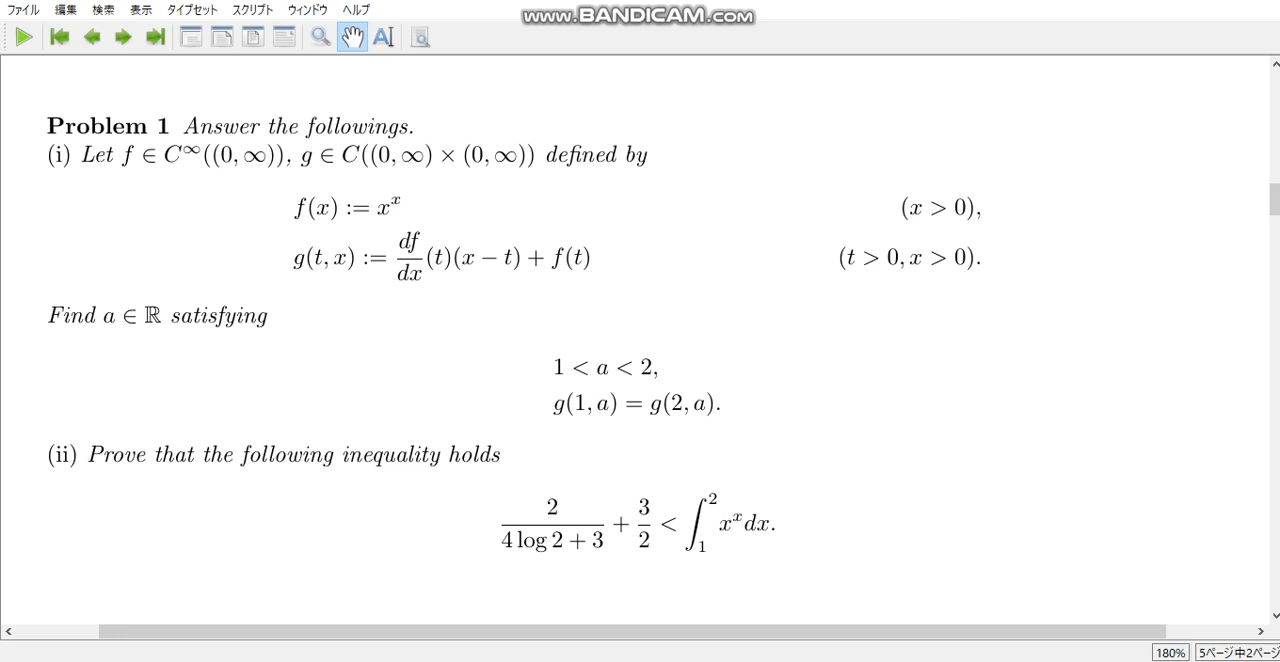 ファイル 編集 検索 表示 タイプセット スクリプト ウィンドウ ヘルプ
www.BANDICAM.com
Problem 1 Answer the followings.
(i) Let f ∈ C^∞((0, ∞)), g ∈ C((0, ∞) × (0, ∞)) defined by
f(x) := x^x (x > 0),
g(t, x) := df/dx (t)(x − t) + f(t) (t > 0, x > 0).
Find a ∈ ℝ satisfying
1 < a < 2,
g(1, a) = g(2, a).
(ii) Prove that the following inequality holds
2/(4 log 2 + 3) + 3/2 < ∫_1^2 x^x dx.
180% 5ページ中2ページ